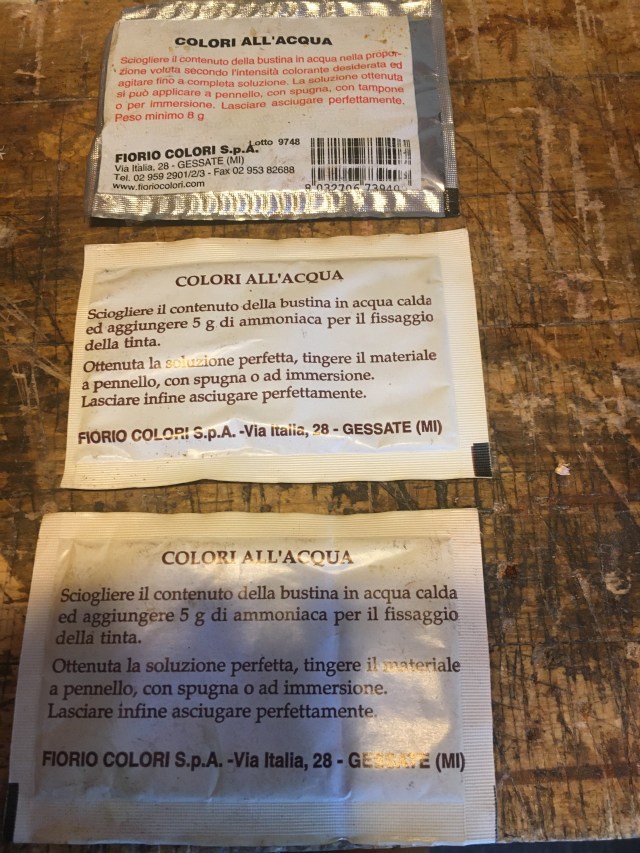 COLORI ALL'ACQUA
Sciogliere il contenuto della bustina in acqua nella propor-
zione voluta secondo l'intensità colorante desiderata ed
agitare fino a completa soluzione. La soluzione ottenuta
si può applicare a pennello, con spugna, con tampone
o per immersione. Lasciare asciugare perfettamente.
Peso minimo 8 g
Lotto 9748
FIORIO COLORI S.p.A.
Via Italia, 28 - GESSATE (MI)
Tel. 02 959 2901/2/3 - Fax 02 953 82688
www.fioriocolori.com
8 032706 73940
COLORI ALL'ACQUA
Sciogliere il contenuto della bustina in acqua calda
ed aggiungere 5 g di ammoniaca per il fissaggio
della tinta.
Ottenuta la soluzione perfetta, tingere il materiale
a pennello, con spugna o ad immersione.
Lasciare infine asciugare perfettamente.
FIORIO COLORI S.p.A. -Via Italia, 28 - GESSATE (MI)
COLORI ALL'ACQUA
Sciogliere il contenuto della bustina in acqua calda
ed aggiungere 5 g di ammoniaca per il fissaggio
della tinta.
Ottenuta la soluzione perfetta, tingere il materiale
a pennello, con spugna o ad immersione.
Lasciare infine asciugare perfettamente.
FIORIO COLORI S.p.A. -Via Italia, 28 - GESSATE (MI)